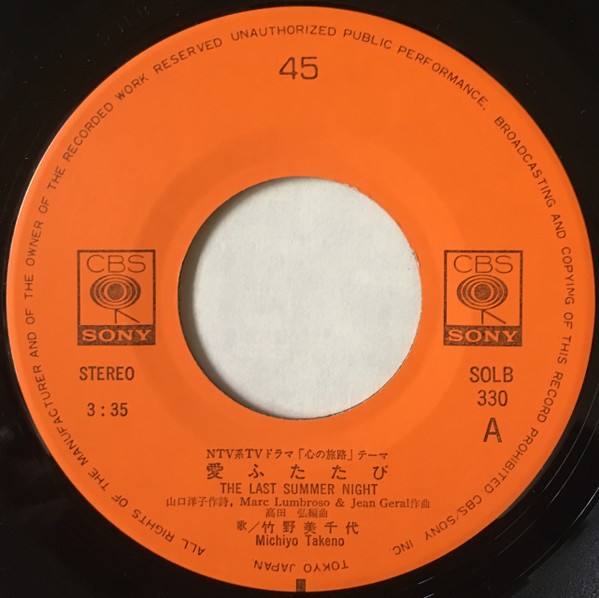 ALL RIGHTS OF THE MANUFACTURER AND OF THE OWNER OF THE RECORDED WORK RESERVED UNAUTHORIZED PUBLIC PERFORMANCE, BROADCASTING AND COPYING OF THIS RECORD PROHIBITED CBS/SONY INC. TOKYO JAPAN.
45
CBS
SONY
CBS
SONY
STEREO
3:35
SOLB
330
A
NTV系TVドラマ「心の旅路」テーマ
愛ふたたび
THE LAST SUMMER NIGHT
山口洋子作詩, Marc Lumbroso & Jean Geral作曲
高田 弘編曲
歌/竹野美千代
Michiyo Takeno